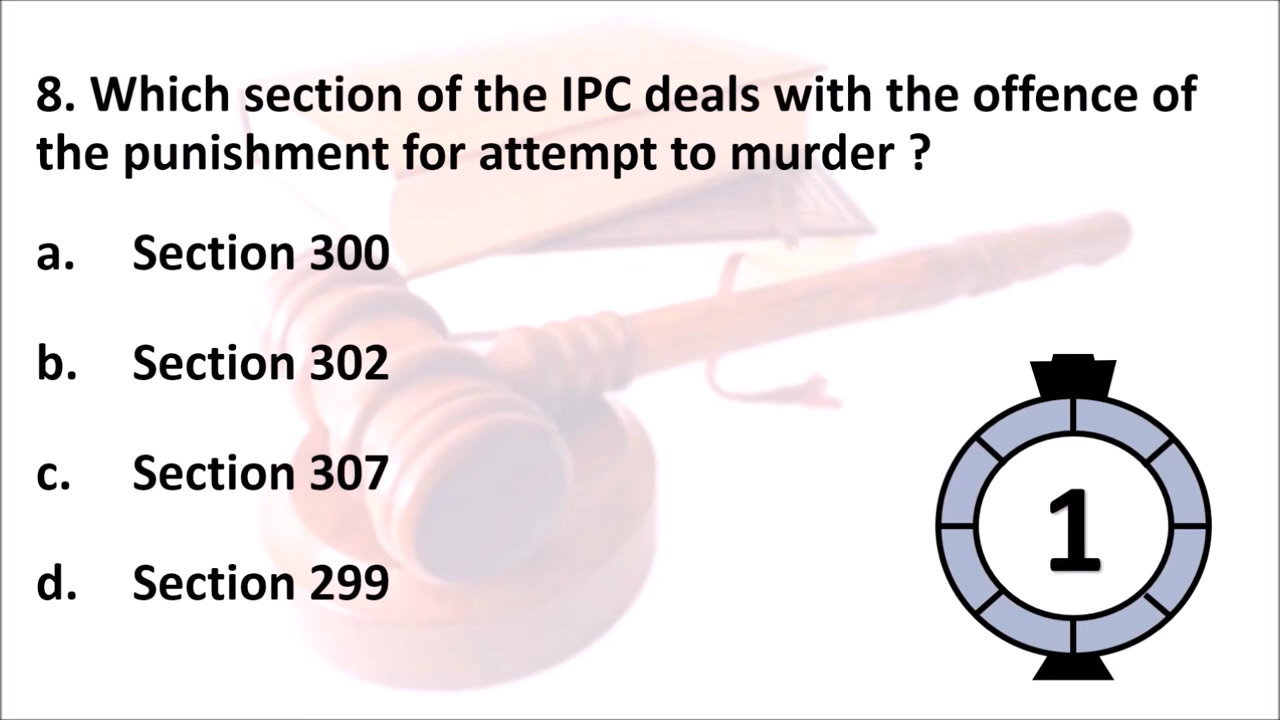 8. Which section of the IPC deals with the offence of
the punishment for attempt to murder ?
a. Section 300
b. Section 302
c. Section 307
d. Section 299
1